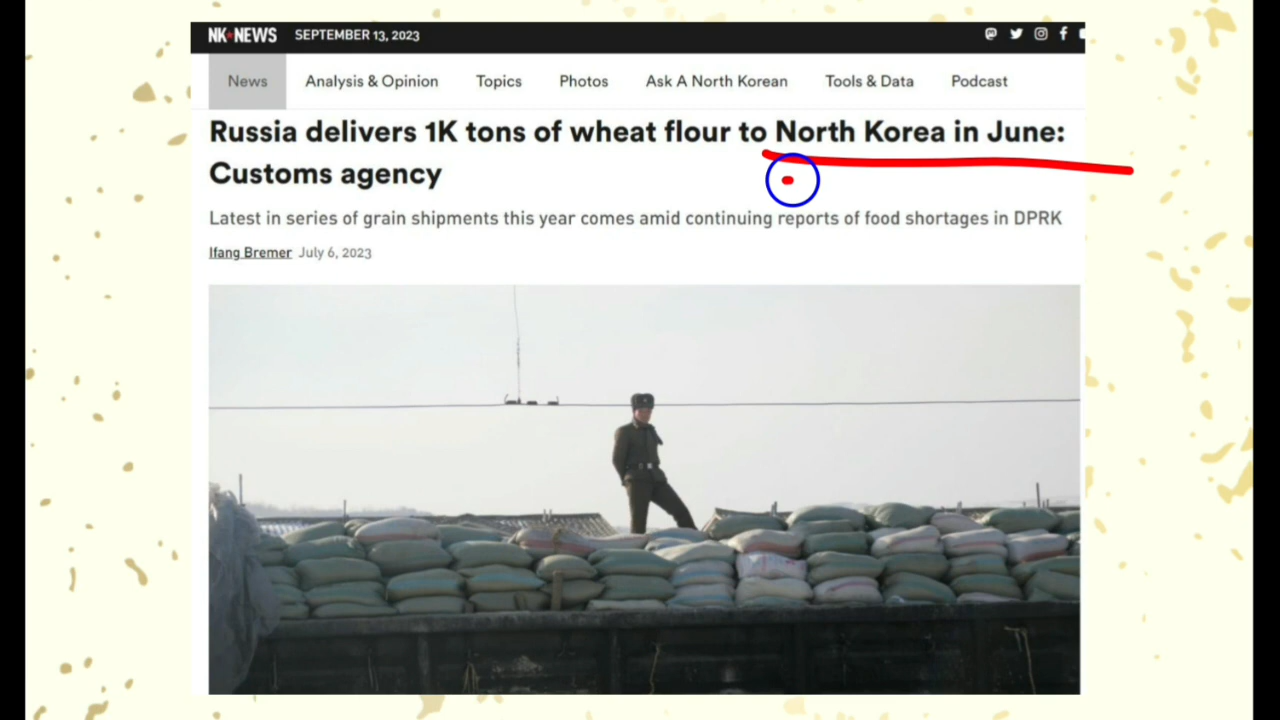 NK NEWS SEPTEMBER 13, 2023
News Analysis & Opinion Topics Photos Ask A North Korean Tools & Data Podcast
Russia delivers 1K tons of wheat flour to North Korea in June:
Customs agency
Latest in series of grain shipments this year comes amid continuing reports of food shortages in DPRK
Ifang Bremer July 6, 2023